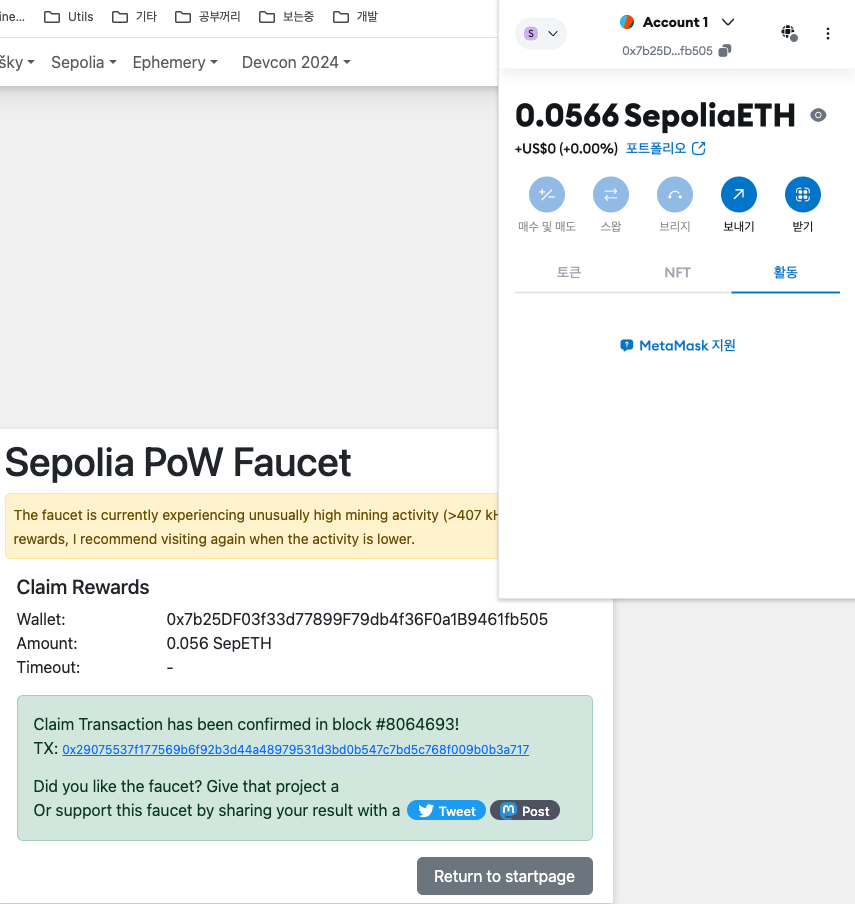 ine...
Utils
기타
공부꺼리
보는중
개발
šky
Sepolia
Ephemery
Devcon 2024
S
Account 1
0x7b25D...fb505
0.0566 SepoliaETH
+US$0 (+0.00%) 포트폴리오
매수 및 매도
스왑
브리지
보내기
받기
토큰
NFT
활동
MetaMask 지원
Sepolia PoW Faucet
The faucet is currently experiencing unusually high mining activity (>407 kH
rewards, I recommend visiting again when the activity is lower.
Claim Rewards
Wallet: 0x7b25DF03f33d77899F79db4f36F0a1B9461fb505
Amount: 0.056 SepETH
Timeout: -
Claim Transaction has been confirmed in block #8064693!
TX: 0x29075537f177569b6f92b3d44a48979531d3bd0b547c7bd5c768f009b0b3a717
Did you like the faucet? Give that project a
Or support this faucet by sharing your result with a Tweet Post
Return to startpage